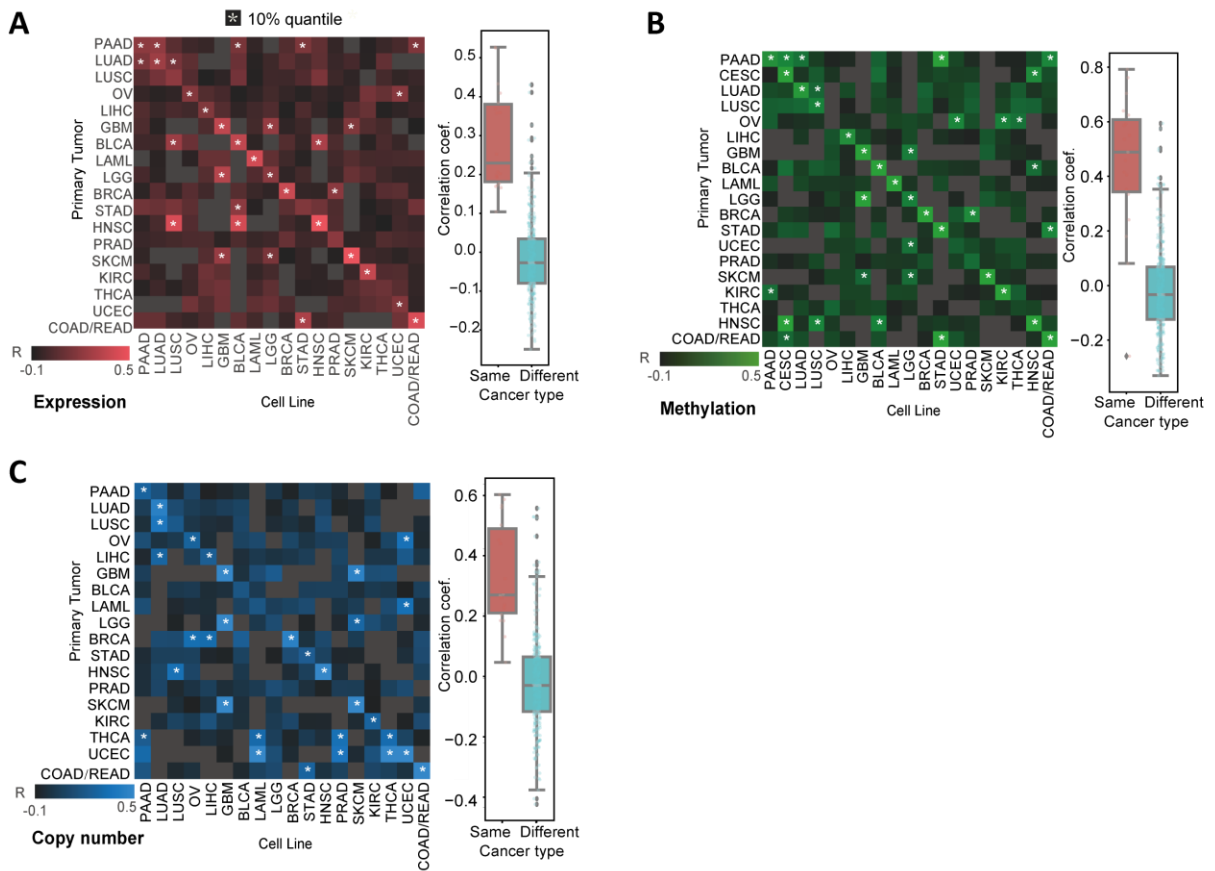 A
* 10% quantile
Primary Tumor
PAAD
LUAD
LUSC
OV
LIHC
GBM
BLCA
LAML
LGG
BRCA
STAD
HNSC
PRAD
SKCM
KIRC
THCA
UCEC
COAD/READ
PAAD
LUAD
LUSC
OV
LIHC
GBM
BLCA
LAML
LGG
BRCA
STAD
HNSC
PRAD
SKCM
KIRC
THCA
UCEC
COAD/READ
R
-0.1
0.5
Expression
Cell Line
Correlation coef.
0.5
0.4
0.3
0.2
0.1
0.0
−0.1
−0.2
Same Different
Cancer type
B
Primary Tumor
PAAD
CESC
LUAD
LUSC
OV
LIHC
GBM
BLCA
LAML
LGG
BRCA
STAD
UCEC
PRAD
SKCM
KIRC
THCA
HNSC
COAD/READ
PAAD
CESC
LUAD
LUSC
OV
LIHC
GBM
BLCA
LAML
LGG
BRCA
STAD
UCEC
PRAD
SKCM
KIRC
THCA
HNSC
COAD/READ
R
-0.1
0.5
Methylation
Cell Line
Correlation coef.
0.8
0.6
0.4
0.2
0.0
−0.2
Same Different
Cancer type
C
Primary Tumor
PAAD
LUAD
LUSC
OV
LIHC
GBM
BLCA
LAML
LGG
BRCA
STAD
HNSC
PRAD
SKCM
KIRC
THCA
UCEC
COAD/READ
PAAD
LUAD
LUSC
OV
LIHC
GBM
BLCA
LAML
LGG
BRCA
STAD
HNSC
PRAD
SKCM
KIRC
THCA
UCEC
COAD/READ
R
-0.1
0.5
Copy number
Cell Line
Correlation coef.
0.6
0.4
0.2
0.0
−0.2
−0.4
Same Different
Cancer type